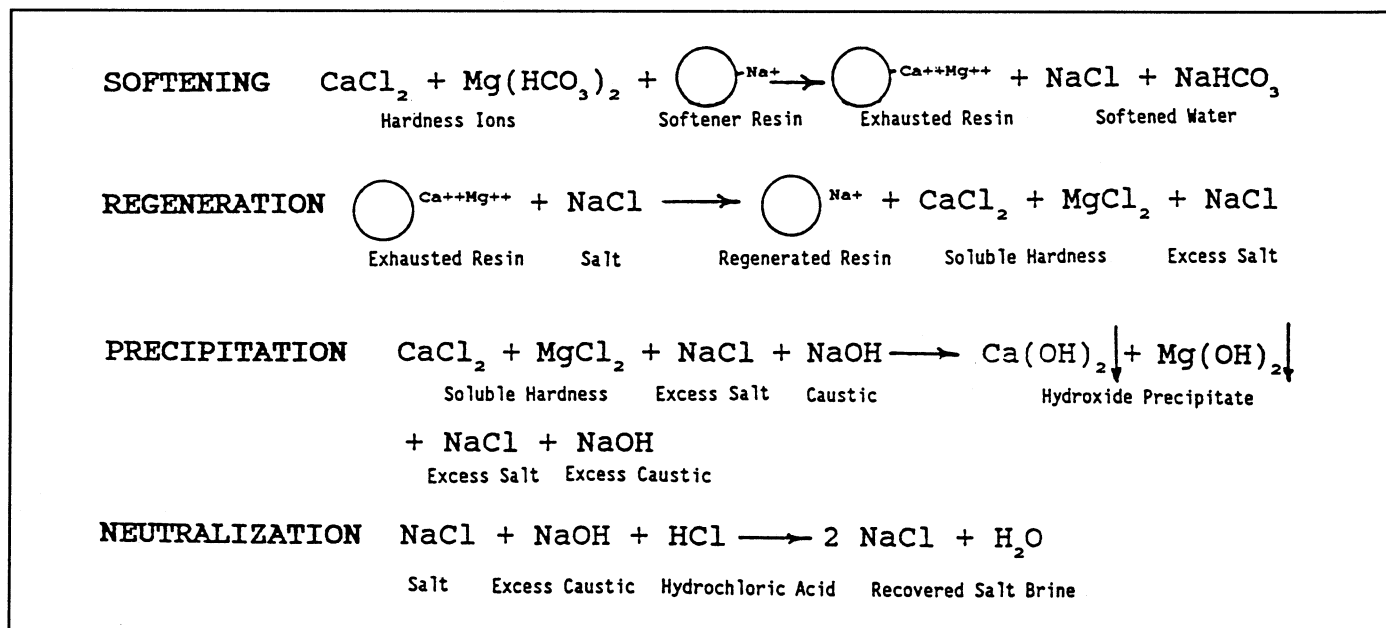 SOFTENING CaCl₂ + Mg(HCO₃)₂ + Na+ ⟶ Ca++Mg++ + NaCl + NaHCO₃
Hardness Ions Softener Resin Exhausted Resin Softened Water
REGENERATION Ca++Mg++ + NaCl ⟶ Na+ + CaCl₂ + MgCl₂ + NaCl
Exhausted Resin Salt Regenerated Resin Soluble Hardness Excess Salt
PRECIPITATION CaCl₂ + MgCl₂ + NaCl + NaOH ⟶ Ca(OH)₂↓ + Mg(OH)₂↓
Soluble Hardness Excess Salt Caustic Hydroxide Precipitate
+ NaCl + NaOH
Excess Salt Excess Caustic
NEUTRALIZATION NaCl + NaOH + HCl ⟶ 2 NaCl + H₂O
Salt Excess Caustic Hydrochloric Acid Recovered Salt Brine